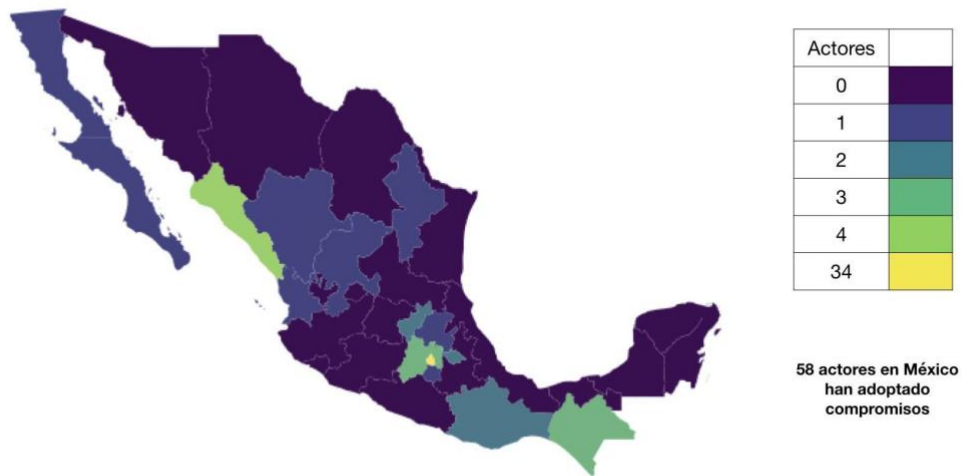 Actores
0
1
2
3
4
34
58 actores en México
han adoptado
compromisos